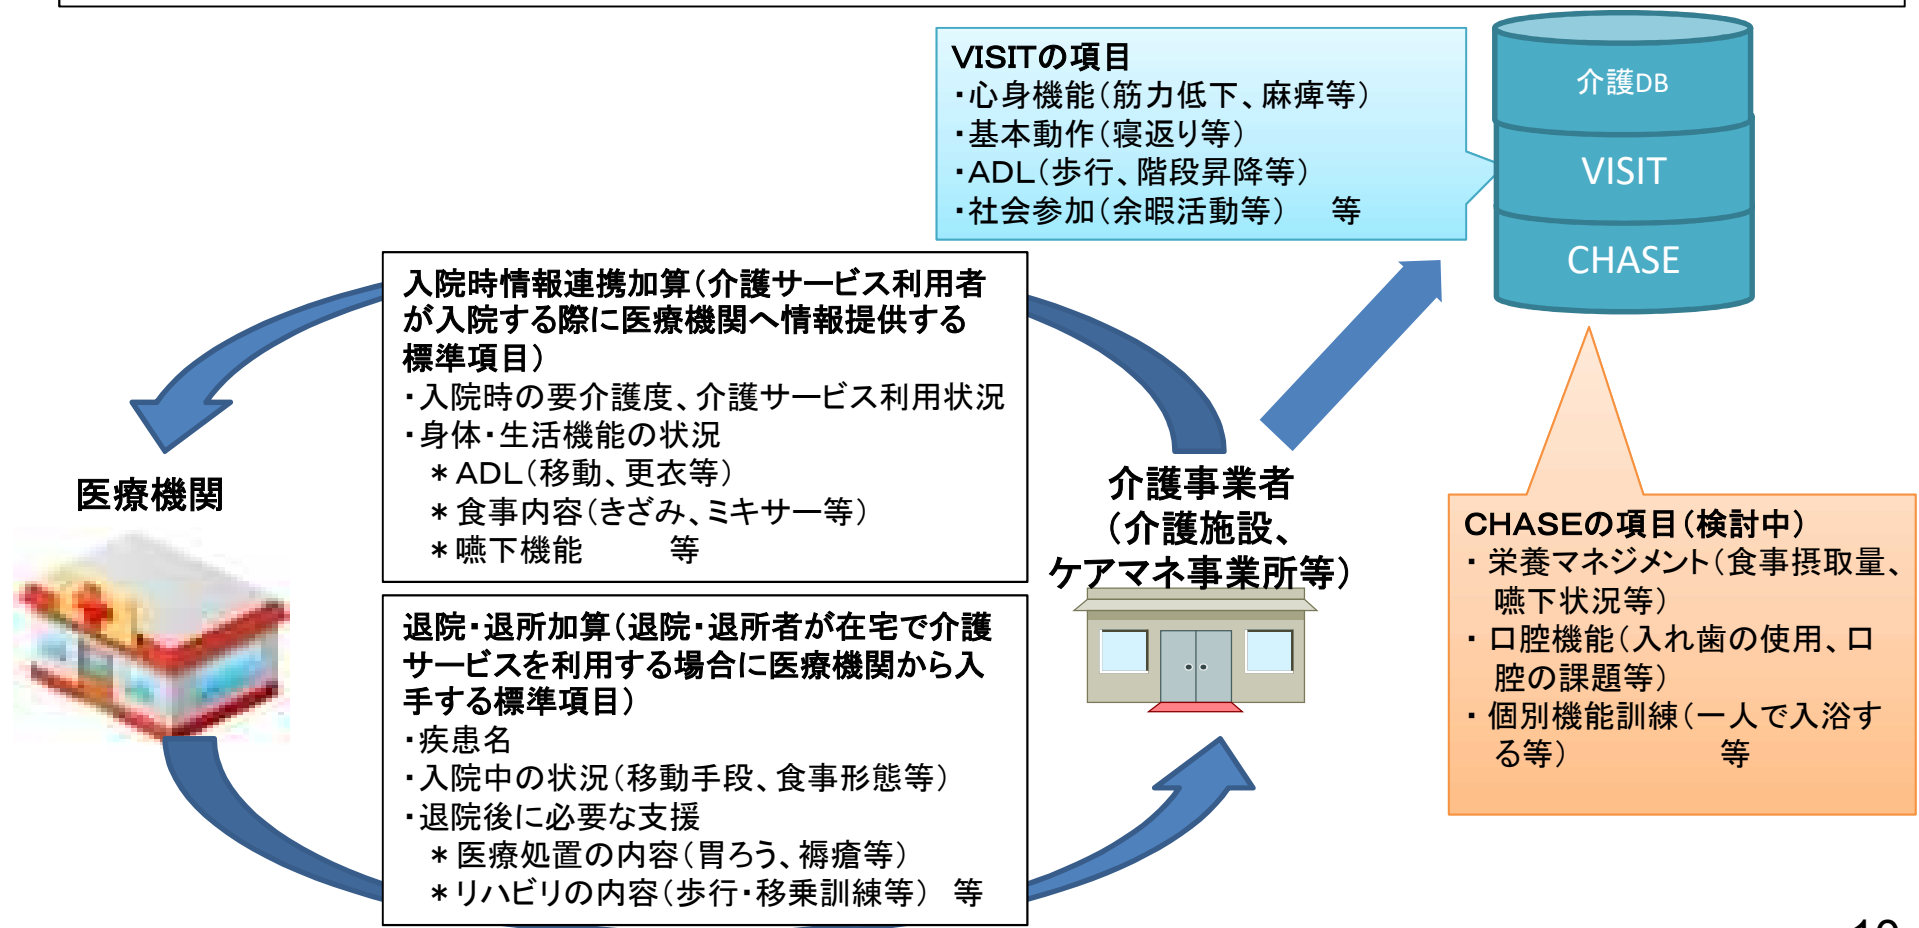 VISITの項目
・心身機能（筋力低下、麻痺等）
・基本動作（寝返り等）
・ADL（歩行、階段昇降等）
・社会参加（余暇活動等）　等
介護DB
VISIT
CHASE
入院時情報連携加算（介護サービス利用者
が入院する際に医療機関へ情報提供する
標準項目）
・入院時の要介護度、介護サービス利用状況
・身体・生活機能の状況
＊ADL（移動、更衣等）
＊食事内容（きざみ、ミキサー等）
＊嚥下機能　　等
医療機関
介護事業者
（介護施設、
ケアマネ事業所等）
CHASEの項目（検討中）
・栄養マネジメント（食事摂取量、
嚥下状況等）
・口腔機能（入れ歯の使用、口
腔の課題等）
・個別機能訓練（一人で入浴す
る等）　　　　等
退院・退所加算（退院・退所者が在宅で介護
サービスを利用する場合に医療機関から入
手する標準項目）
・疾患名
・入院中の状況（移動手段、食事形態等）
・退院後に必要な支援
＊医療処置の内容（胃ろう、褥瘡等）
＊リハビリの内容（歩行・移乗訓練等）　等